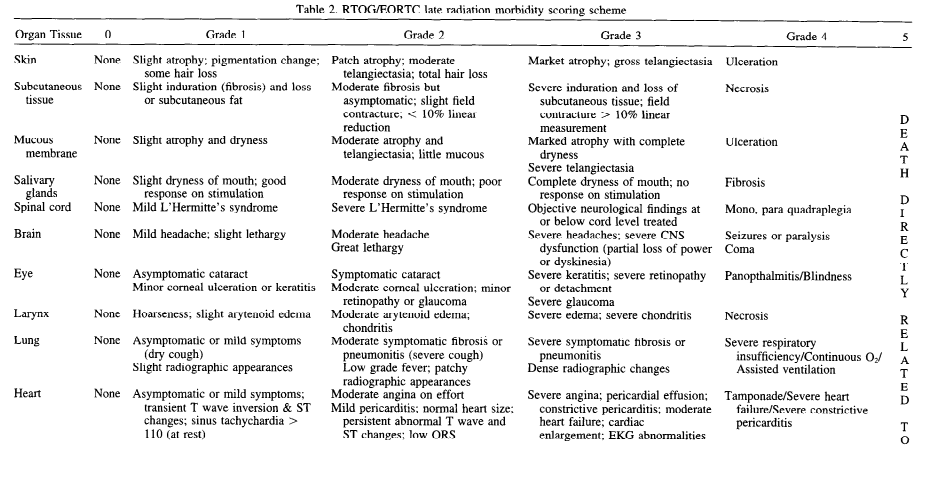 Table 2. RTOG/EORTC late radiation morbidity scoring scheme
Organ Tissue 0 Grade 1 Grade 2 Grade 3 Grade 4 5
Skin None Slight atrophy; pigmentation change; Patch atrophy; moderate Market atrophy; gross telangiectasia Ulceration
some hair loss telangiectasia; total hair loss
Subcutaneous None Slight induration (fibrosis) and loss Moderate fibrosis but Severe induration and loss of Necrosis
tissue or subcutaneous fat asymptomatic; slight field subcutaneous tissue; field
contracture; < 10% linear contracture > 10% linear
reduction measurement
Mucous None Slight atrophy and dryness Moderate atrophy and Marked atrophy with complete Ulceration
membrane telangiectasia; little mucous dryness
Severe telangiectasia
Salivary None Slight dryness of mouth; good Moderate dryness of mouth; poor Complete dryness of mouth; no Fibrosis
glands response on stimulation response on stimulation response on stimulation
Spinal cord None Mild L'Hermitte's syndrome Severe L'Hermitte's syndrome Objective neurological findings at Mono, para quadraplegia
or below cord level treated
Brain None Mild headache; slight lethargy Moderate headache Severe headaches; severe CNS Seizures or paralysis
Great lethargy dysfunction (partial loss of power Coma
or dyskinesia)
Eye None Asymptomatic cataract Symptomatic cataract Severe keratitis; severe retinopathy Panopthalmitis/Blindness
Minor corneal ulceration or keratitis Moderate corneal ulceration; minor or detachment
retinopathy or glaucoma Severe glaucoma
Larynx None Hoarseness; slight arytenoid edema Moderate arytenoid edema; Severe edema; severe chondritis Necrosis
chondritis
Lung None Asymptomatic or mild symptoms Moderate symptomatic fibrosis or Severe symptomatic fibrosis or Severe respiratory
(dry cough) pneumonitis (severe cough) pneumonitis insufficiency/Continuous O₂/
Slight radiographic appearances Low grade fever; patchy Dense radiographic changes Assisted ventilation
radiographic appearances
Heart None Asymptomatic or mild symptoms; Moderate angina on effort Severe angina; pericardial effusion; Tamponade/Severe heart
transient T wave inversion & ST Mild pericarditis; normal heart size; constrictive pericarditis; moderate failure/Severe constrictive
changes; sinus tachychardia > persistent abnormal T wave and heart failure; cardiac pericarditis
110 (at rest) ST changes; low QRS enlargement; EKG abnormalities
DEATH DIRECTLY RELATED TO